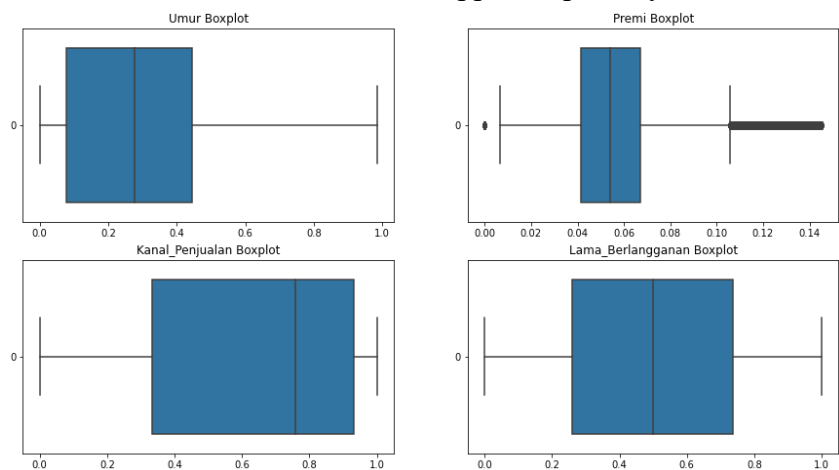 Umur Boxplot
0
0.0 0.2 0.4 0.6 0.8 1.0
Premi Boxplot
0
0.00 0.02 0.04 0.06 0.08 0.10 0.12 0.14
Kanal_Penjualan Boxplot
0
0.0 0.2 0.4 0.6 0.8 1.0
Lama_Berlangganan Boxplot
0
0.0 0.2 0.4 0.6 0.8 1.0